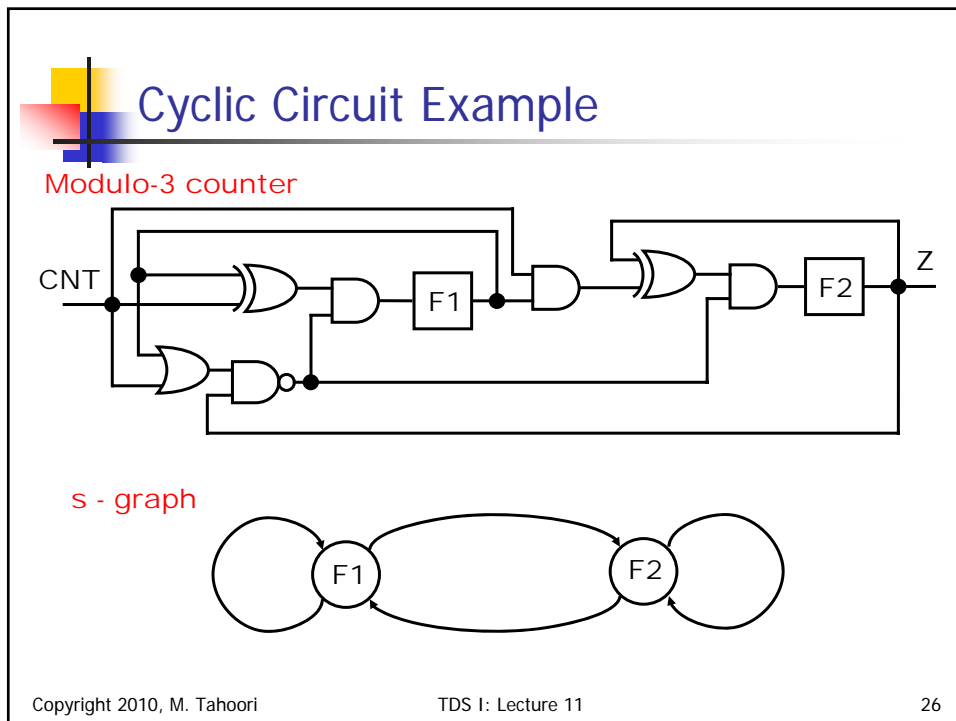 Cyclic Circuit Example
Modulo-3 counter
CNT
F1
F2
Z
s - graph
F1
F2
Copyright 2010, M. Tahoori
TDS I: Lecture 11
26